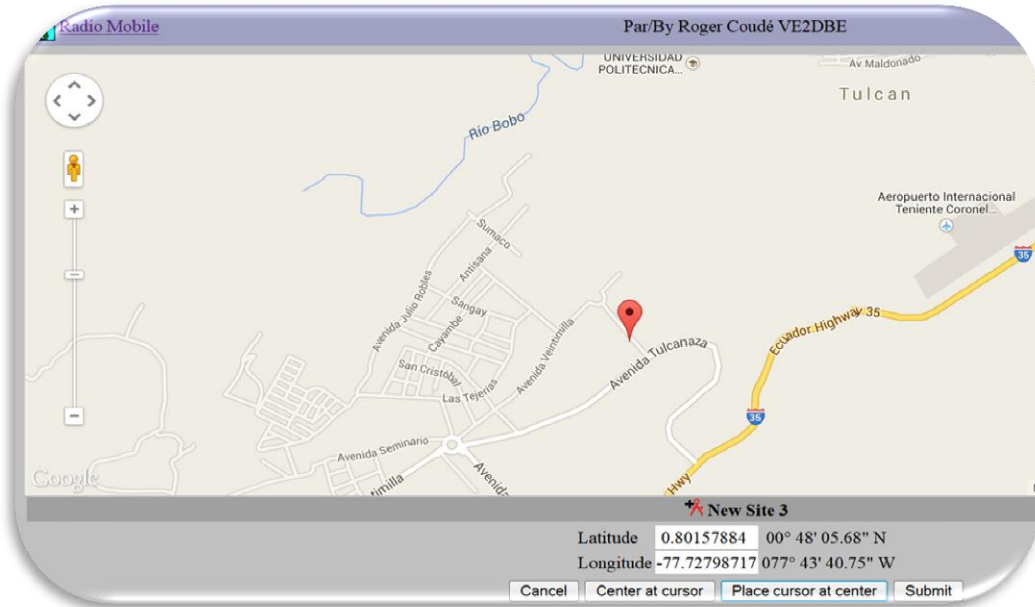 Radio Mobile
Par/By Roger Coudé VE2DBE
UNIVERSIDAD
POLITECNICA...
Av. Maldonado
Tulcan
Río Bobo
Aeropuerto Internacional
Teniente Coronel...
35
Sumaco
Antisana
Avenida Julio Robles
Sangay
Cayambe
Avenida Veintimilla
Ecuador Highway 35
Avenida Tulcanaza
San Cristóbal
Las Tejerías
35
Avenida Seminario
Hwy
Avenida
ntimilla
Google
New Site 3
Latitude 0.80157884 00° 48' 05.68" N
Longitude -77.72798717 077° 43' 40.75" W
Cancel Center at cursor Place cursor at center Submit